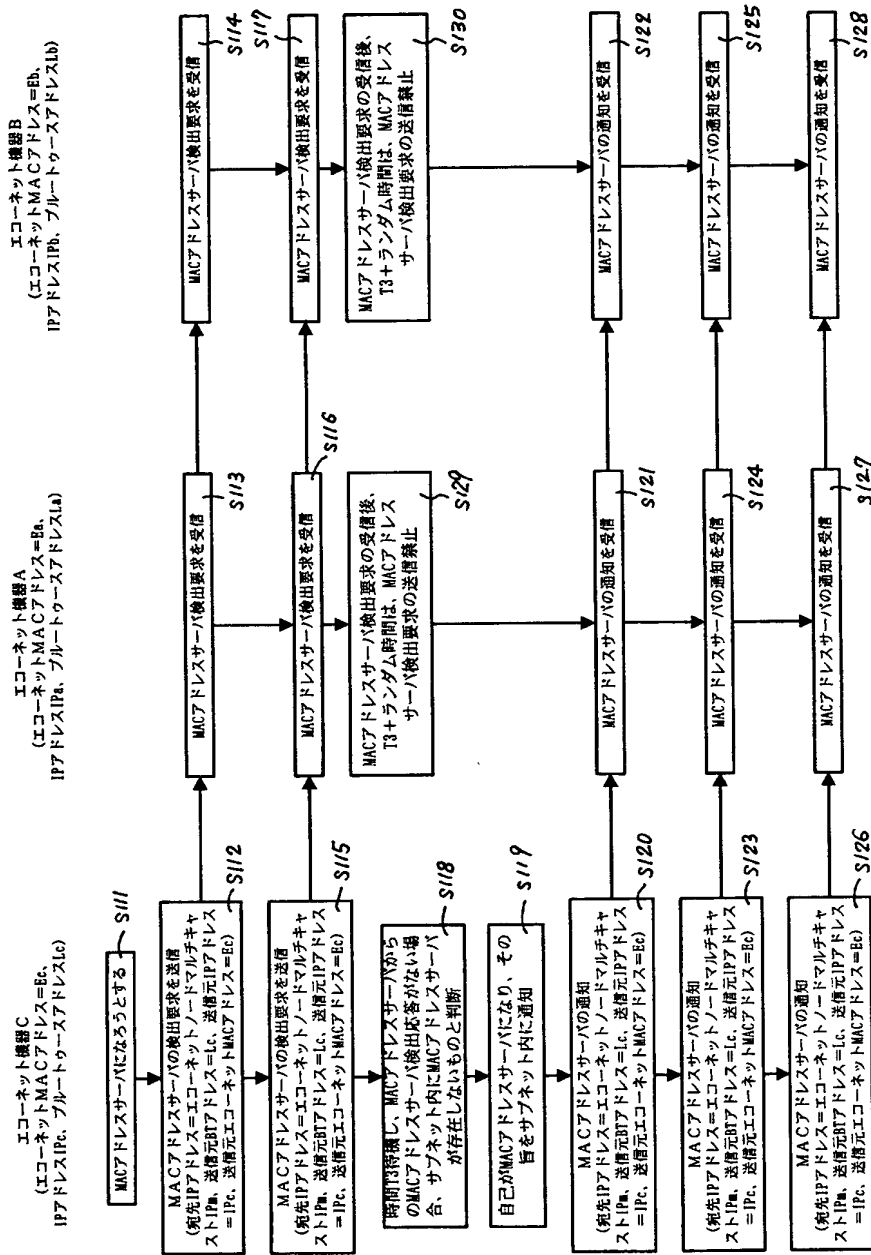 エコーネット機器C
(エコーネットMACアドレス=Ec、
IPアドレスIPc、ブルートゥースアドレスLc)
エコーネット機器A
(エコーネットMACアドレス=Ea、
IPアドレスIPa、ブルートゥースアドレスLa)
エコーネット機器B
(エコーネットMACアドレス=Eb、
IPアドレスIPb、ブルートゥースアドレスLb)
MACアドレスサーバになろうとする
S111
MACアドレスサーバの検出要求を送信
(宛先IPアドレス=エコーネットノードマルチキャ
ストIPm、送信元BTアドレス=Lc、送信元IPアドレス
=IPc、送信元エコーネットMACアドレス=Ec)
S112
MACアドレスサーバ検出要求を受信
S113
MACアドレスサーバ検出要求を受信
S114
MACアドレスサーバの検出要求を送信
(宛先IPアドレス=エコーネットノードマルチキャ
ストIPm、送信元BTアドレス=Lc、送信元IPアドレス
=IPc、送信元エコーネットMACアドレス=Ec)
S115
MACアドレスサーバ検出要求を受信
S116
MACアドレスサーバ検出要求を受信
S117
時間T3待機し、MACアドレスサーバから
のMACアドレスサーバ検出応答がない場
合、サブネット内にMACアドレスサーバ
が存在しないものと判断
S118
MACアドレスサーバ検出要求の受信後、
T3+ランダム時間は、MACアドレス
サーバ検出要求の送信禁止
S129
MACアドレスサーバ検出要求の受信後、
T3+ランダム時間は、MACアドレス
サーバ検出要求の送信禁止
S130
自己がMACアドレスサーバになり、その
旨をサブネット内に通知
S119
MACアドレスサーバの通知
(宛先IPアドレス=エコーネットノードマルチキャ
ストIPm、送信元BTアドレス=Lc、送信元IPアドレス
=IPc、送信元エコーネットMACアドレス=Ec)
S120
MACアドレスサーバの通知を受信
S121
MACアドレスサーバの通知を受信
S122
MACアドレスサーバの通知
(宛先IPアドレス=エコーネットノードマルチキャ
ストIPm、送信元BTアドレス=Lc、送信元IPアドレス
=IPc、送信元エコーネットMACアドレス=Ec)
S123
MACアドレスサーバの通知を受信
S124
MACアドレスサーバの通知を受信
S125
MACアドレスサーバの通知
(宛先IPアドレス=エコーネットノードマルチキャ
ストIPm、送信元BTアドレス=Lc、送信元IPアドレス
=IPc、送信元エコーネットMACアドレス=Ec)
S126
MACアドレスサーバの通知を受信
S127
MACアドレスサーバの通知を受信
S128